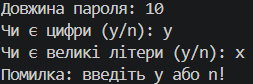 Довжина пароля: 10
Чи є цифри (y/n): y
Чи є великі літери (y/n): x
Помилка: введіть y або n!